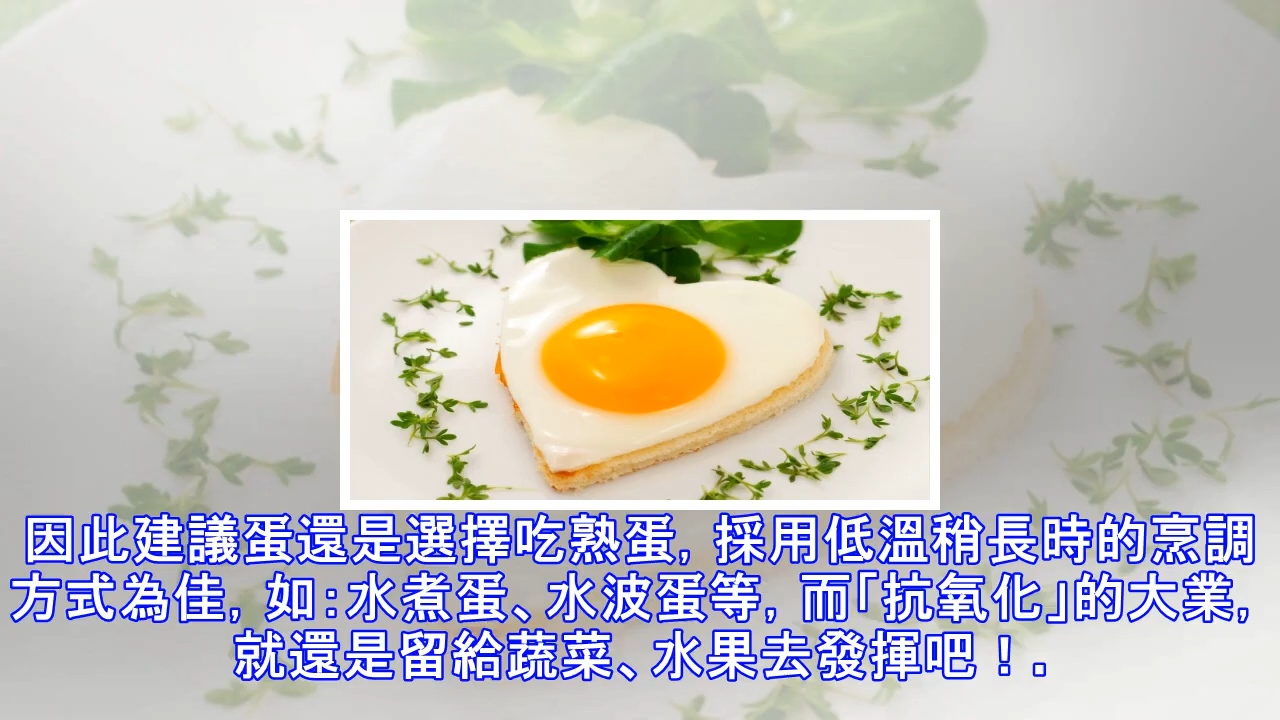 因此建議蛋還是選擇吃熟蛋, 採用低溫稍長時的烹調
方式為佳, 如:水煮蛋、水波蛋等, 而「抗氧化」的大業,
就還是留給蔬菜、水果去發揮吧！.